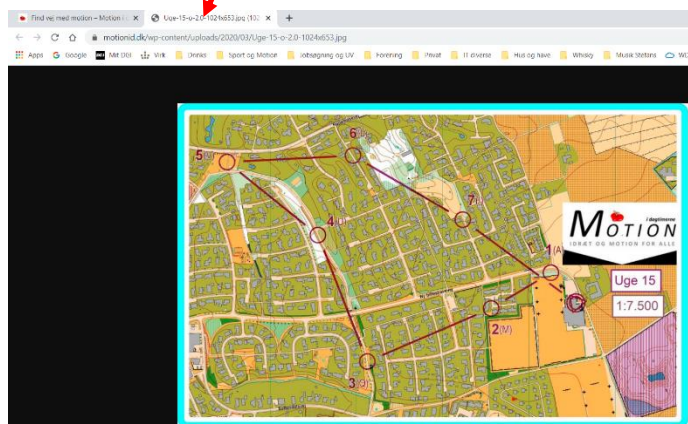 Find vej med motion – Motion i
Uge-15-o-2.0-1024x653.jpg (102
motionid.dk/wp-content/uploads/2020/03/Uge-15-o-2.0-1024x653.jpg
Apps Google Mit DGI Virk Drinks Sport og Motion Jobsøgning og UV Forening Privat IT diverse Hus og have Whisky Musik Stefans
6
5
7
4
i dagtimerne
MOTION
IDRÆT OG MOTION FOR ALLE
1(A)
Uge 15
1:7.500
2(M)
3